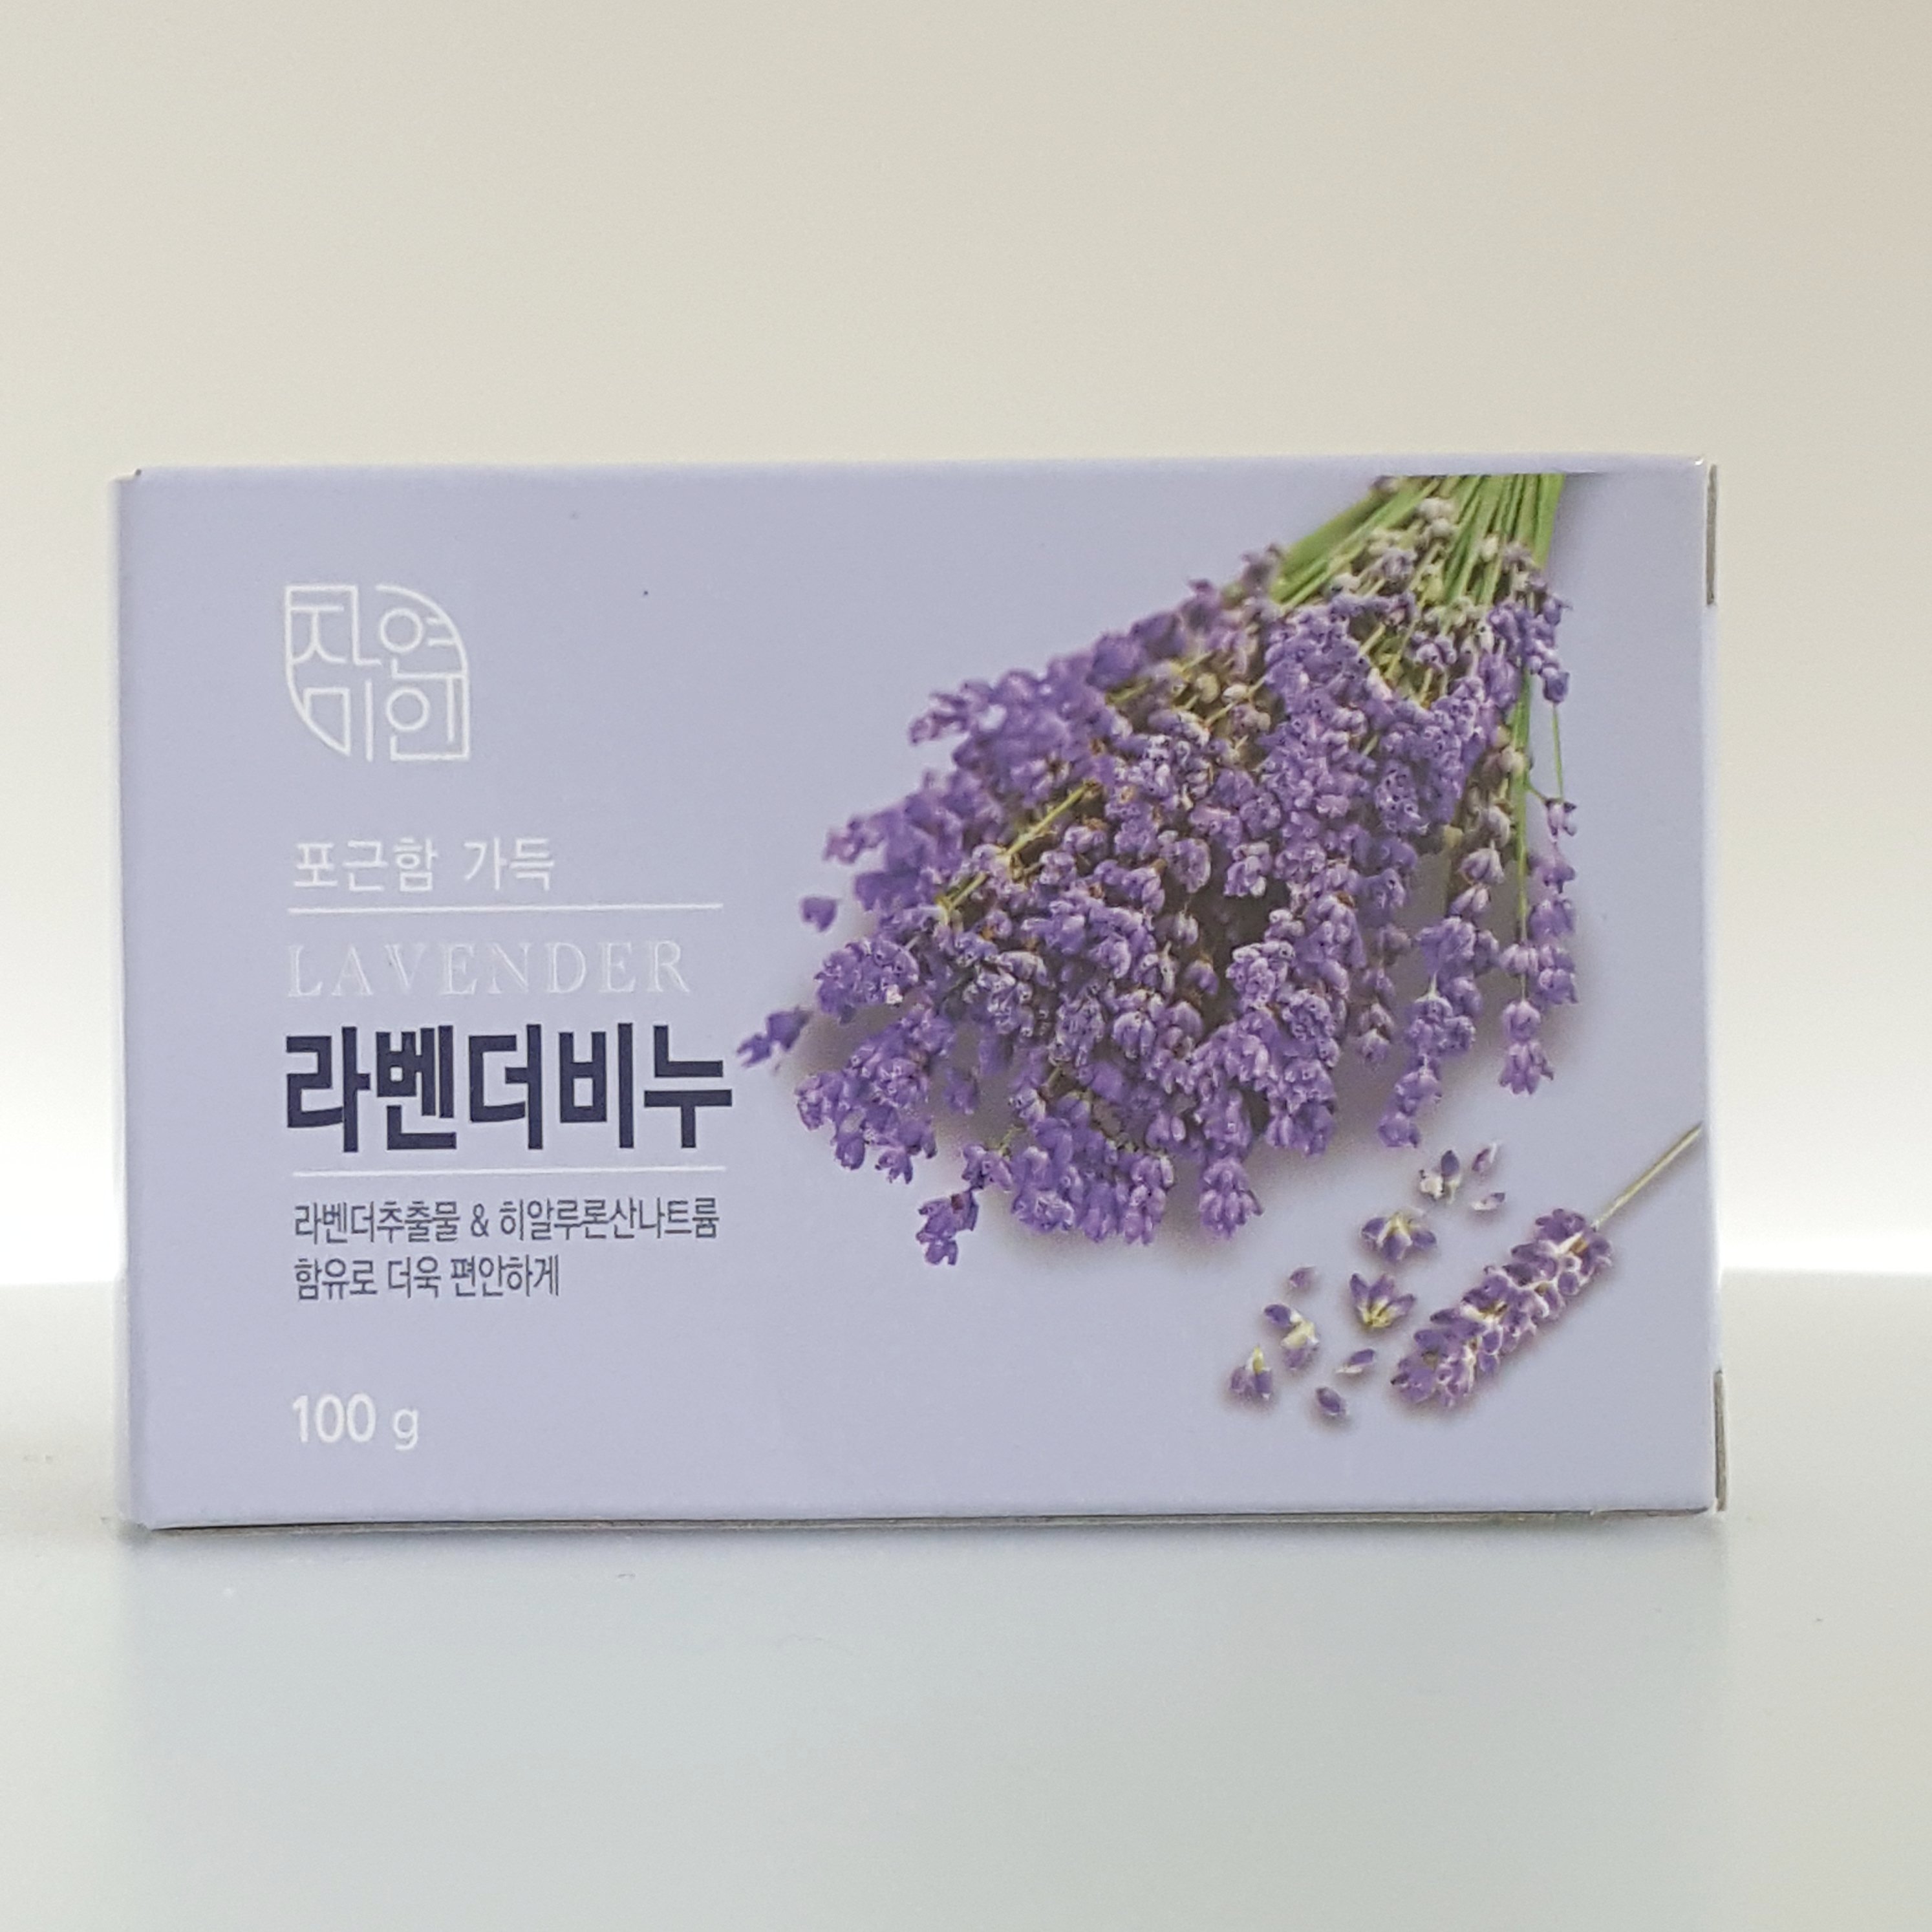 자연
미인
포근함 가득
LAVENDER
라벤더비누
라벤더추출물 & 히알루론산나트륨
함유로 더욱 편안하게
100 g